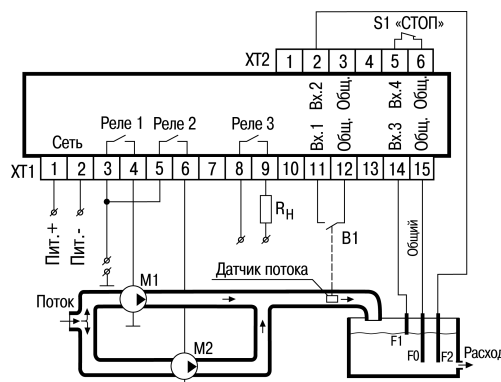 S1 «СТОП»
XT2 1 2 3 4 5 6
Вх.2 Общ. Вх.4 Общ.
Реле 1 Реле 2 Реле 3
Вх.1 Общ. Вх.3 Общ.
Сеть
XT1 1 2 3 4 5 6 7 8 9 10 11 12 13 14 15
Пит.+
Пит.-
RН
B1
Общий
Датчик потока
M1
Поток
M2
F1
F0
F2
Расход